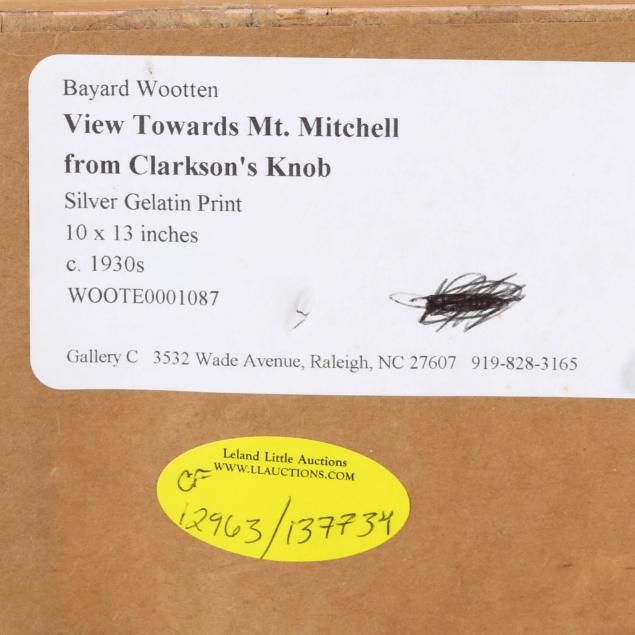 Bayard Wootten
View Towards Mt. Mitchell
from Clarkson's Knob
Silver Gelatin Print
10 x 13 inches
c. 1930s
WOOTE0001087
Gallery C 3532 Wade Avenue, Raleigh, NC 27607 919-828-3165
Leland Little Auctions
WWW.LLAUCTIONS.COM
CF
12963/137734